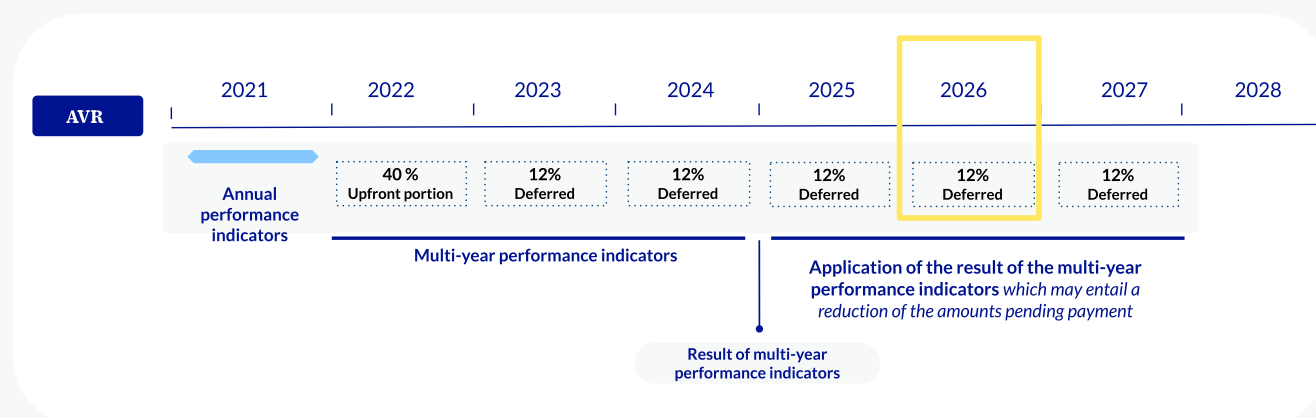 AVR
2021
2022
2023
2024
2025
2026
2027
2028
Annual
performance
indicators
40 %
Upfront portion
12%
Deferred
12%
Deferred
12%
Deferred
12%
Deferred
12%
Deferred
Multi-year performance indicators
Application of the result of the multi-year
performance indicators which may entail a
reduction of the amounts pending payment
Result of multi-year
performance indicators